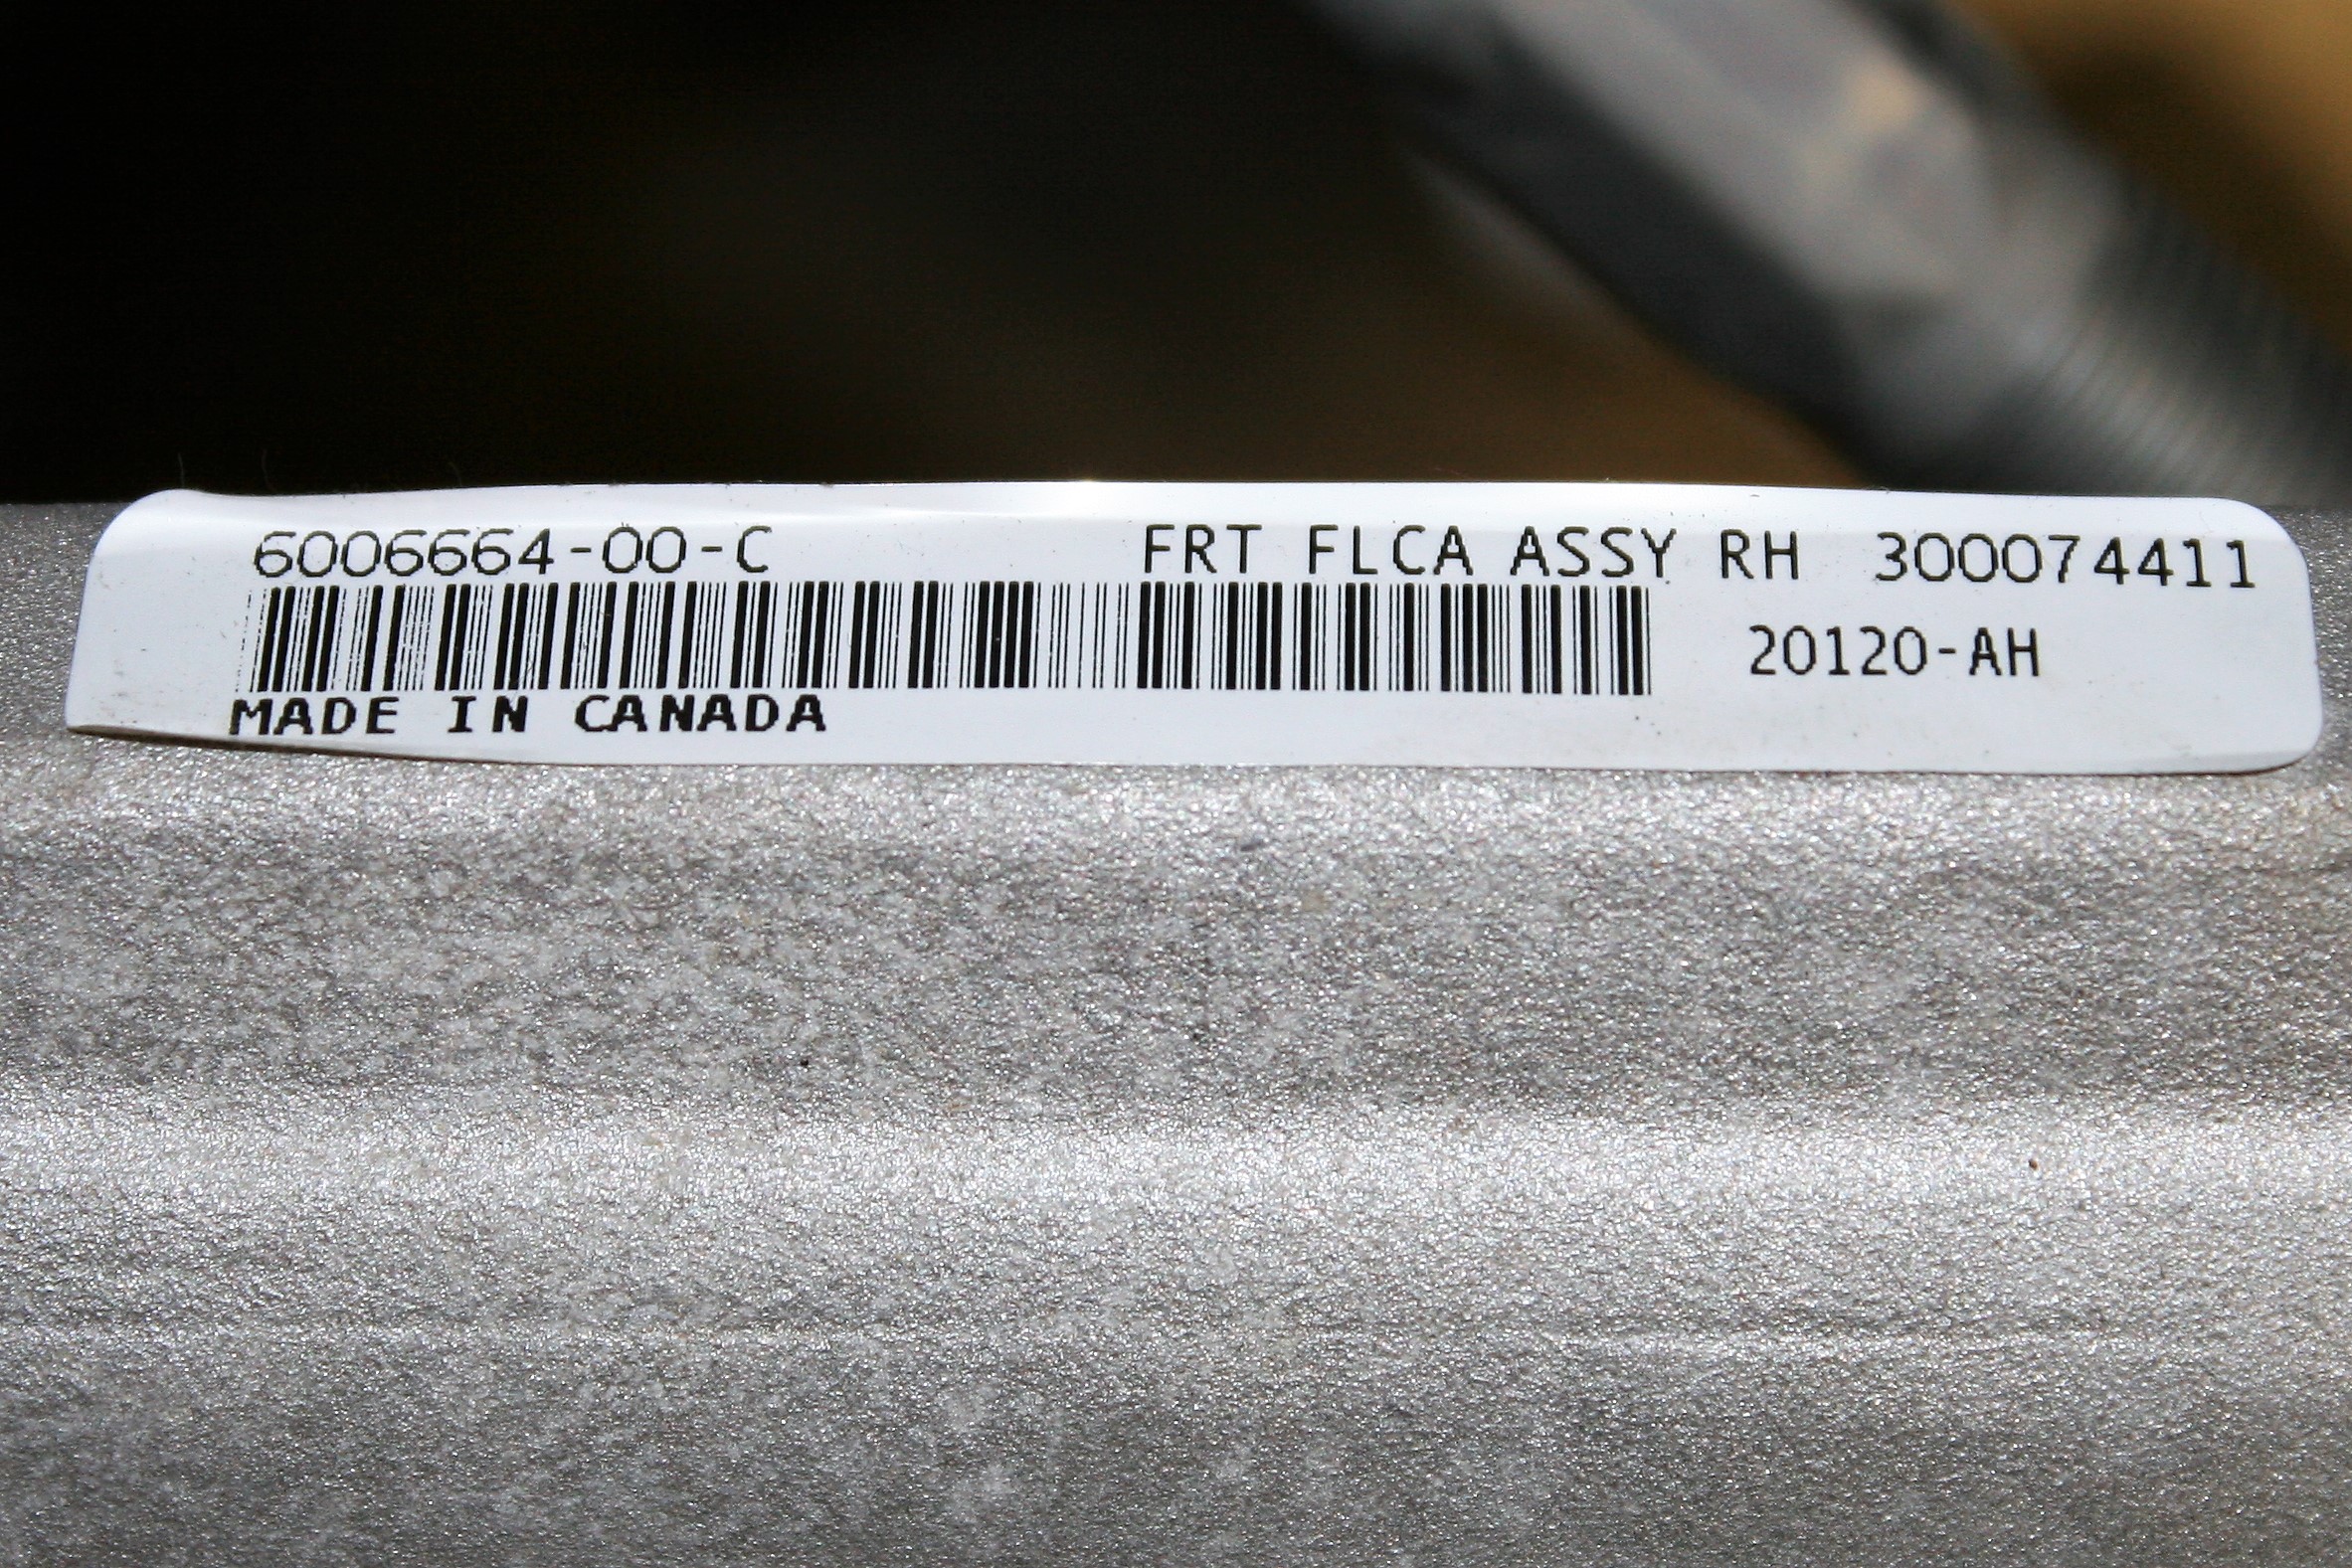 6006664-00-C FRT FLCA ASSY RH 300074411
20120-AH
MADE IN CANADA